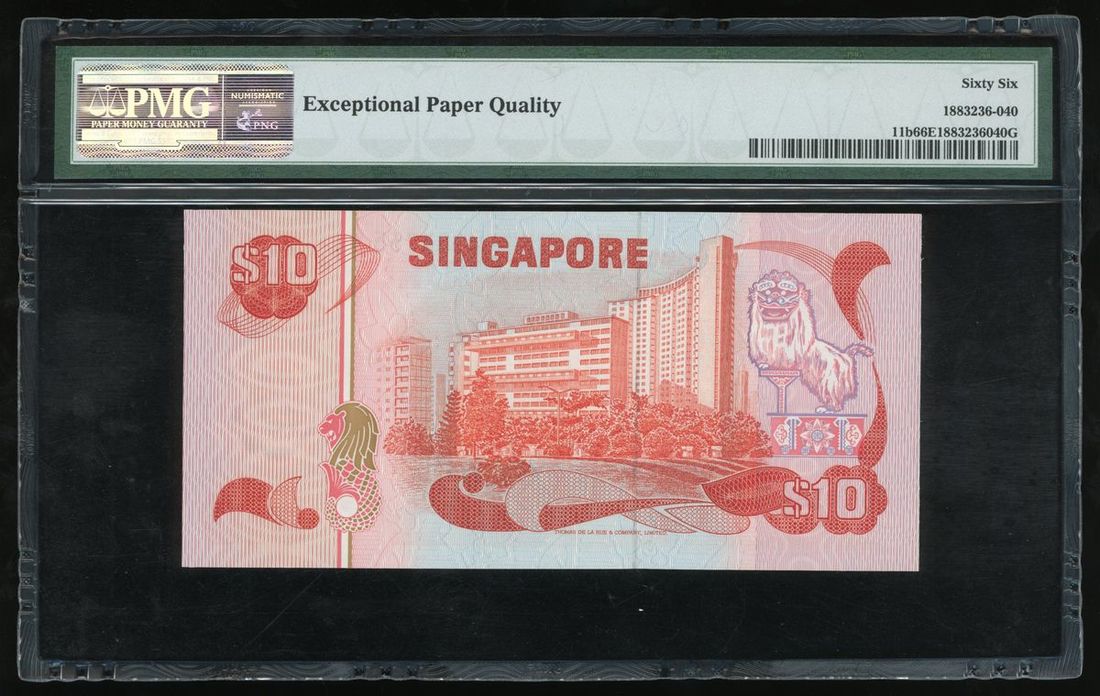 PMG
PAPER MONEY GUARANTY
NUMISMATIC
PNG
Exceptional Paper Quality
Sixty Six
1883236-040
11b66E1883236040G
$10
SINGAPORE
$10
THOMAS DE LA RUE & COMPANY, LIMITED.